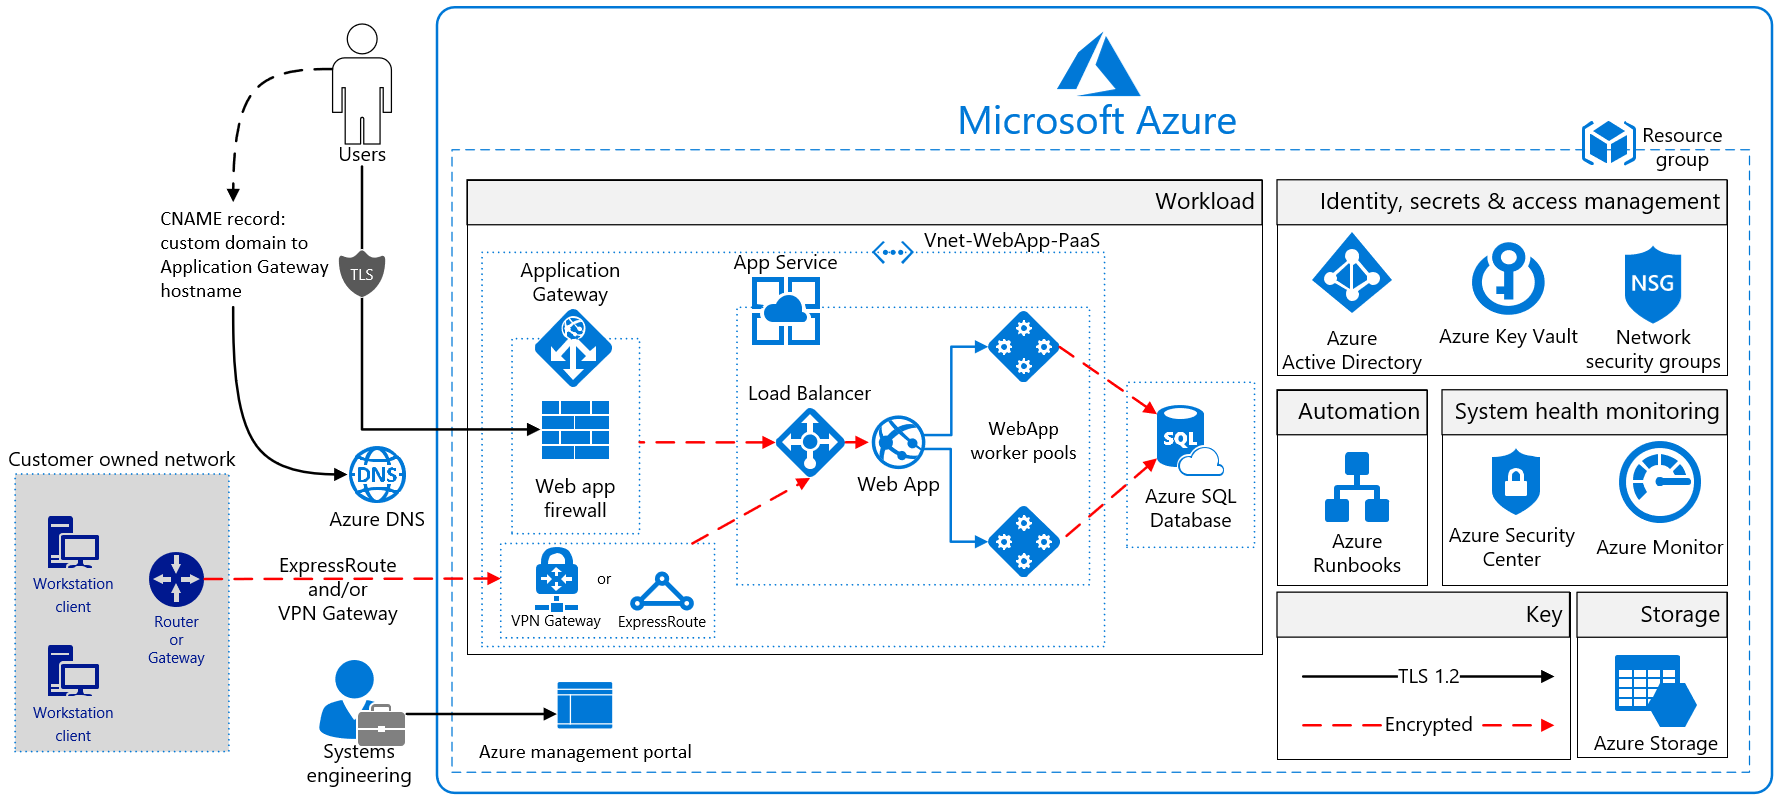 Users
CNAME record:
custom domain to
Application Gateway
hostname
TLS
Customer owned network
Workstation
client
Router
or
Gateway
Workstation
client
DNS
Azure DNS
ExpressRoute
and/or
VPN Gateway
Systems
engineering
Microsoft Azure
Resource
group
Workload
Vnet-WebApp-PaaS
Application
Gateway
App Service
Web app
firewall
Load Balancer
Web App
WebApp
worker pools
SQL
Azure SQL
Database
VPN Gateway
or
ExpressRoute
Azure management portal
Identity, secrets & access management
Azure
Active Directory
Azure Key Vault
NSG
Network
security groups
Automation
Azure
Runbooks
System health monitoring
Azure Security
Center
Azure Monitor
Key
TLS 1.2
Encrypted
Storage
Azure Storage